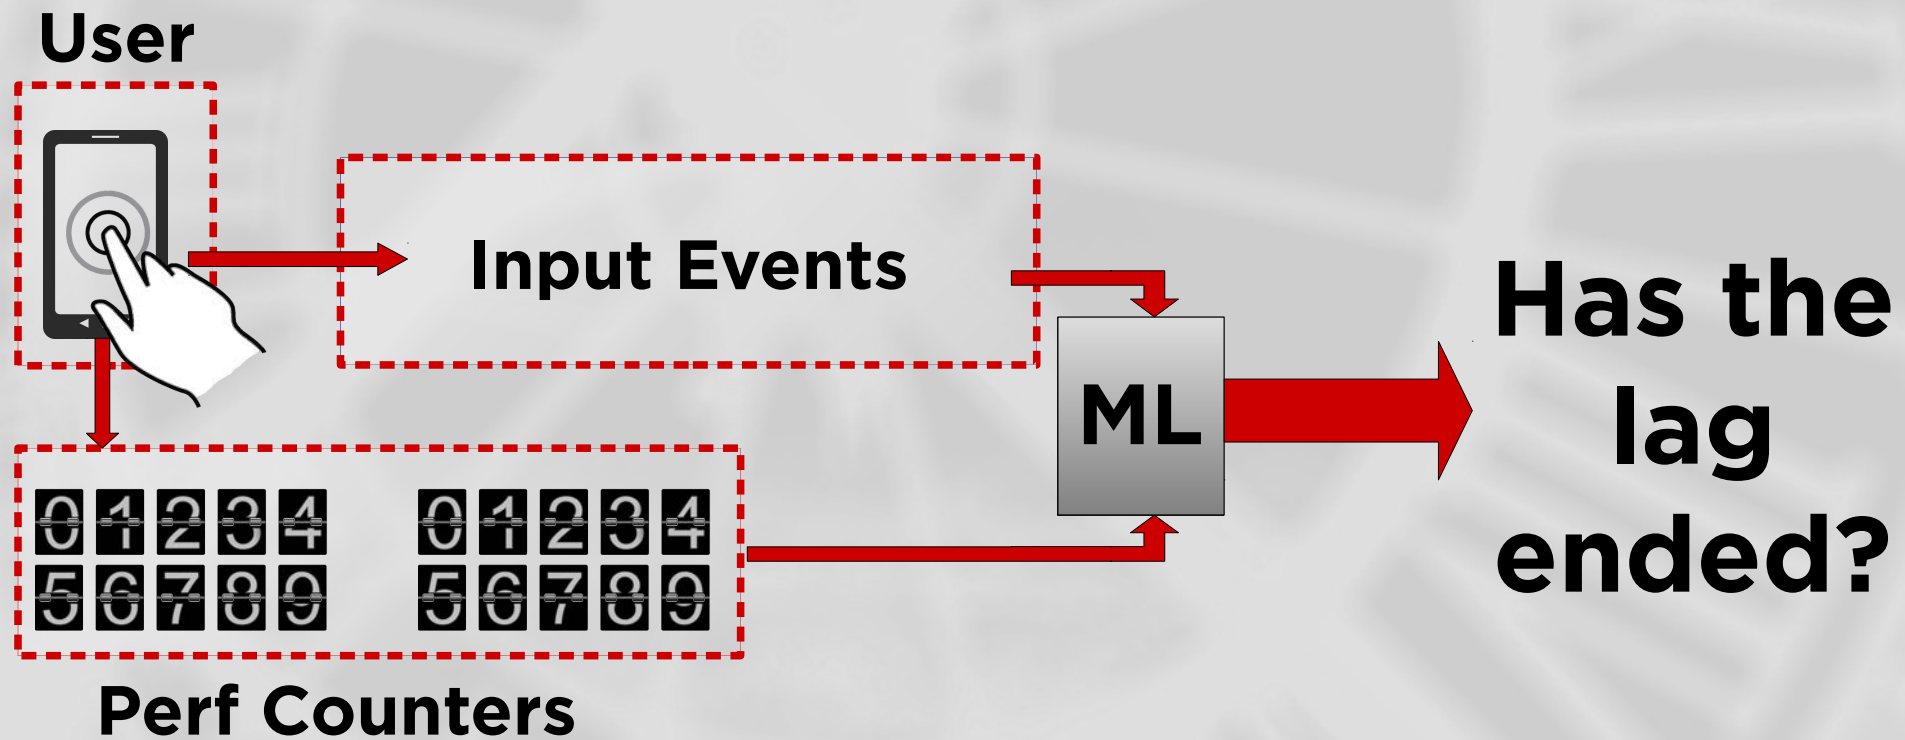 User
Input Events
ML
Has the
lag
ended?
0 1 2 3 4 0 1 2 3 4
5 6 7 8 9 5 6 7 8 9
Perf Counters